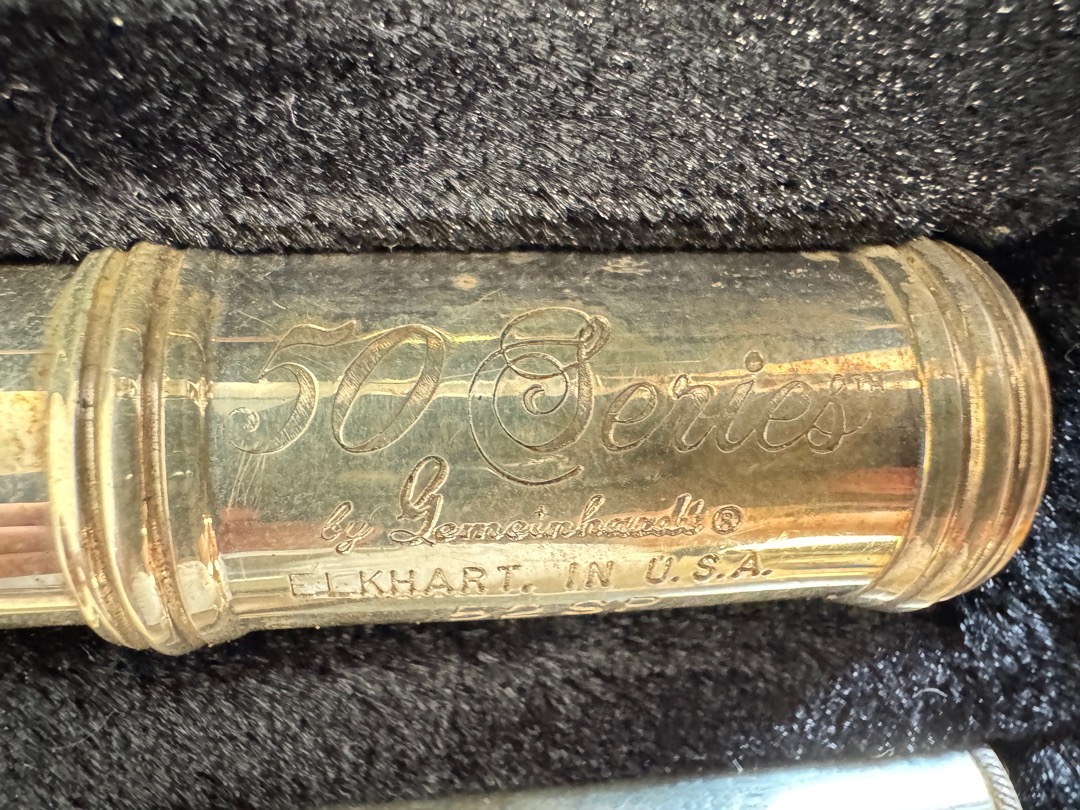 50 Series™
by Gemeinhardt®
ELKHART. IN U.S.A.